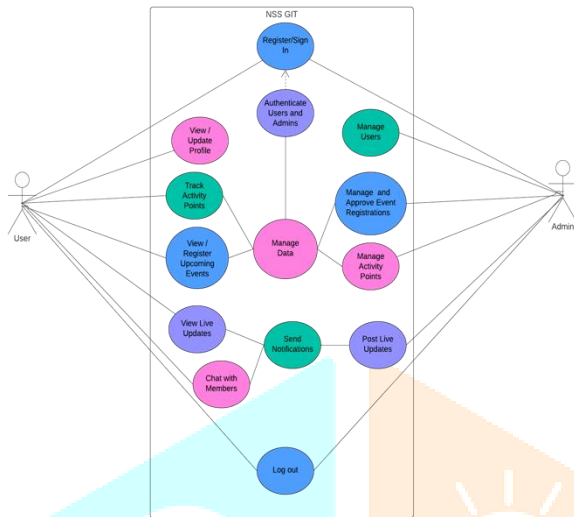 NSS GIT
Register/Sign
In
Authenticate
Users and
Admins
Manage
Users
View /
Update
Profile
Track
Activity
Points
Manage and
Approve Event
Registrations
User
Admin
View /
Register
Upcoming
Events
Manage
Data
Manage
Activity
Points
View Live
Updates
Send
Notifications
Post Live
Updates
Chat with
Members
Log out